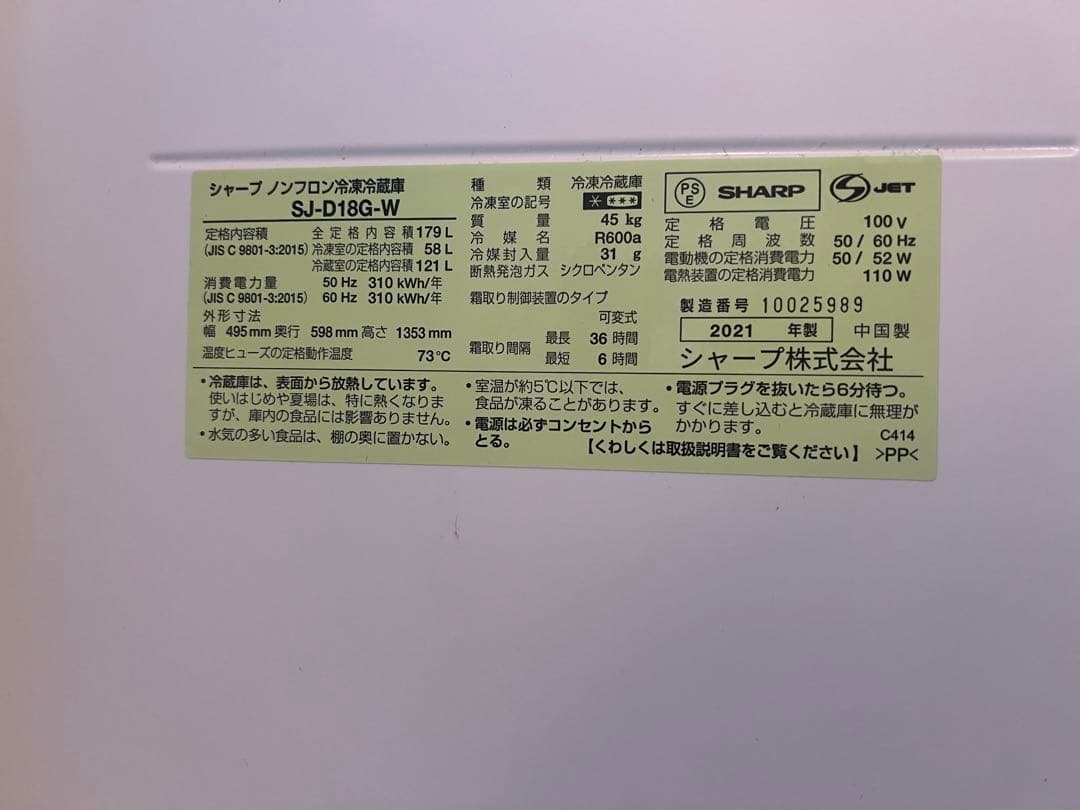 シャープ ノンフロン冷凍冷蔵庫
SJ-D18G-W
定格内容積 全定格内容積 179 L
(JIS C 9801-3:2015) 冷凍室の定格内容積 58 L
冷蔵室の定格内容積 121 L
消費電力量 50 Hz 310 kWh/年
(JIS C 9801-3:2015) 60 Hz 310 kWh/年
外形寸法
幅 495 mm 奥行 598 mm 高さ 1353 mm
温度ヒューズの定格動作温度 73℃
種類 冷凍冷蔵庫
冷凍室の記号 * ***
質量 45 kg
冷媒名 R600a
冷媒封入量 31 g
断熱発泡ガス シクロペンタン
霜取り制御装置のタイプ
可変式
霜取り間隔 最長 36 時間
最短 6 時間
PS E SHARP JET
定格電圧 100 V
定格周波数 50 / 60 Hz
電動機の定格消費電力 50 / 52 W
電熱装置の定格消費電力 110 W
製造番号 10025989
2021 年製 中国製
シャープ株式会社
・冷蔵庫は、表面から放熱しています。
使いはじめや夏場は、特に熱くなりま
すが、庫内の食品には影響ありません。
・水気の多い食品は、棚の奥に置かない。
・室温が約5℃以下では、
食品が凍ることがあります。
・電源は必ずコンセントから
とる。
・電源プラグを抜いたら6分待つ。
すぐに差し込むと冷蔵庫に無理が
かかります。
C414
【くわしくは取扱説明書をご覧ください】 >PP<